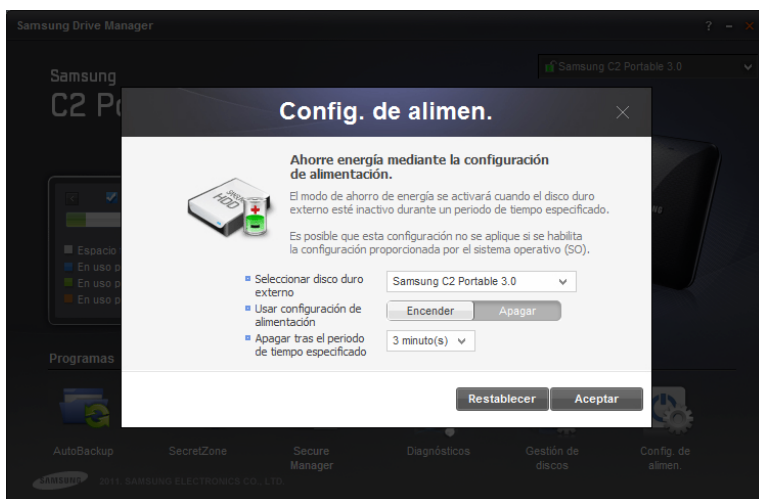 Samsung Drive Manager
? – ×
Samsung C2 Portable 3.0
Samsung
C2 Po
Config. de alimen.
Ahorre energía mediante la configuración
de alimentación.
El modo de ahorro de energía se activará cuando el disco duro
externo esté inactivo durante un periodo de tiempo especificado.
Es posible que esta configuración no se aplique si se habilita
la configuración proporcionada por el sistema operativo (SO).
SAMSUNG
HDD
Espacio
En uso p
En uso p
En uso p
Seleccionar disco duro
externo
Samsung C2 Portable 3.0
Usar configuración de
alimentación
Encender
Apagar
Apagar tras el periodo
de tiempo especificado
3 minuto(s)
Restablecer
Aceptar
Programas
AutoBackup
SecretZone
Secure
Manager
Diagnósticos
Gestión de
discos
Config. de
alimen.
SAMSUNG 2011. SAMSUNG ELECTRONICS CO., LTD.